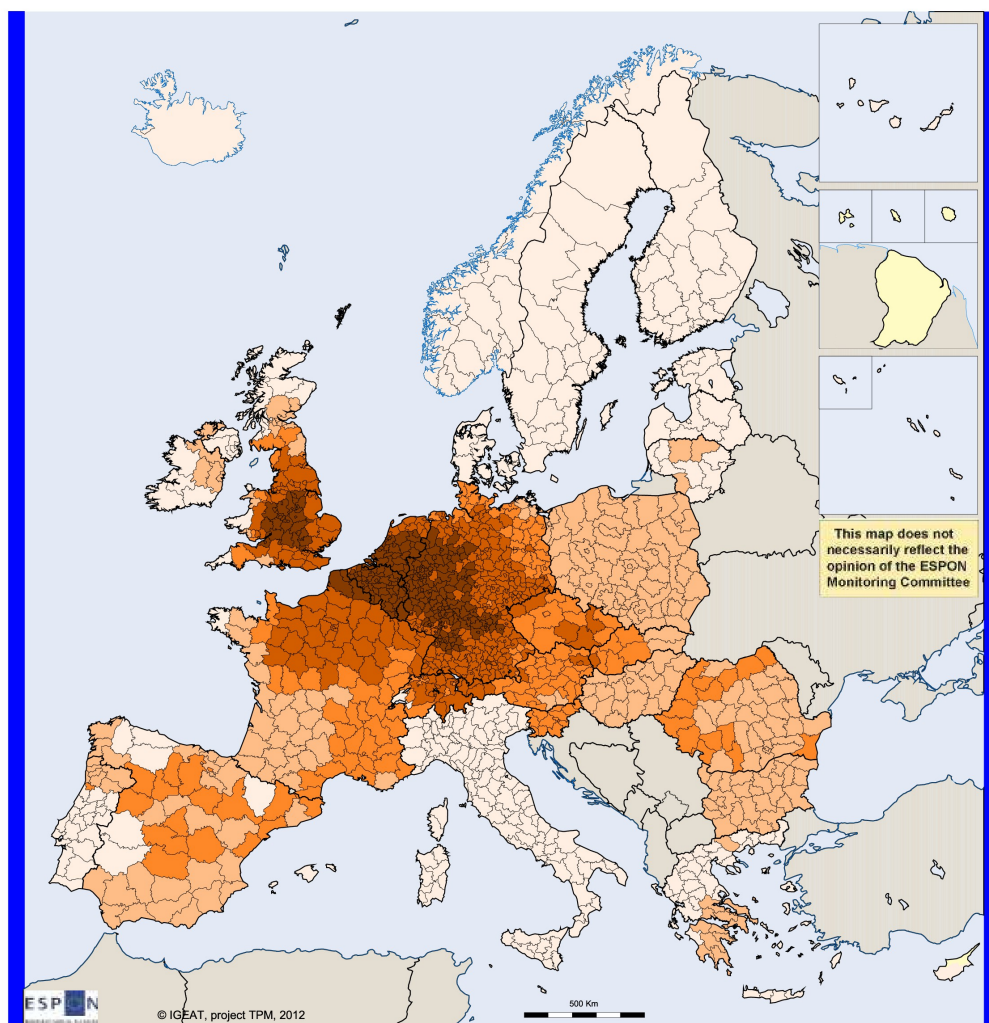 This map does not
necessarily reflect the
opinion of the ESPON
Monitoring Committee
ESPON
© IGEAT, project TPM, 2012
500 Km